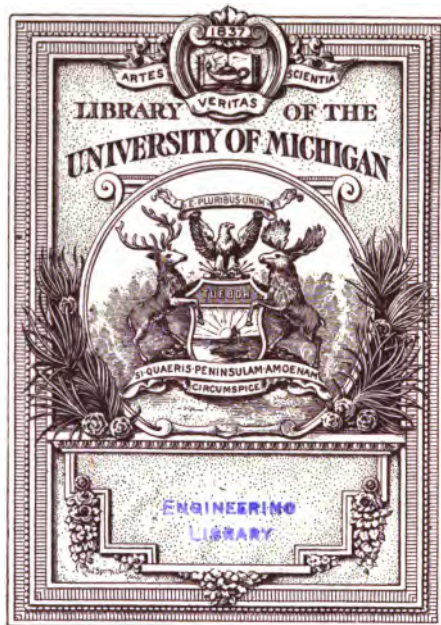 1837
ARTES SCIENTIA
VERITAS
LIBRARY OF THE
UNIVERSITY OF MICHIGAN
E·PLURIBUS·UNUM
TUEBOR
SI·QUAERIS·PENINSULAM·AMOENAM
CIRCUMSPICE
ENGINEERING
LIBRARY